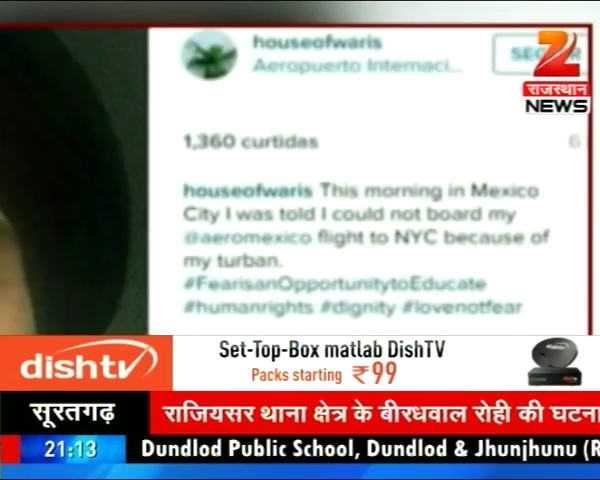 houseofwaris
Aeropuerto Internaci...
राजस्थान
NEWS
1,360 curtidas
6
houseofwaris This morning in Mexico
City I was told I could not board my
@aeromexico flight to NYC because of
my turban.
#FearisanOpportunitytoEducate
#humanrights #dignity #lovenotfear
dishtv
Set-Top-Box matlab DishTV
Packs starting ₹99
सूरतगढ़
राजियसर थाना क्षेत्र के बीरधवाल रोही की घटना
21:13
Dundlod Public School, Dundlod & Jhunjhunu (R